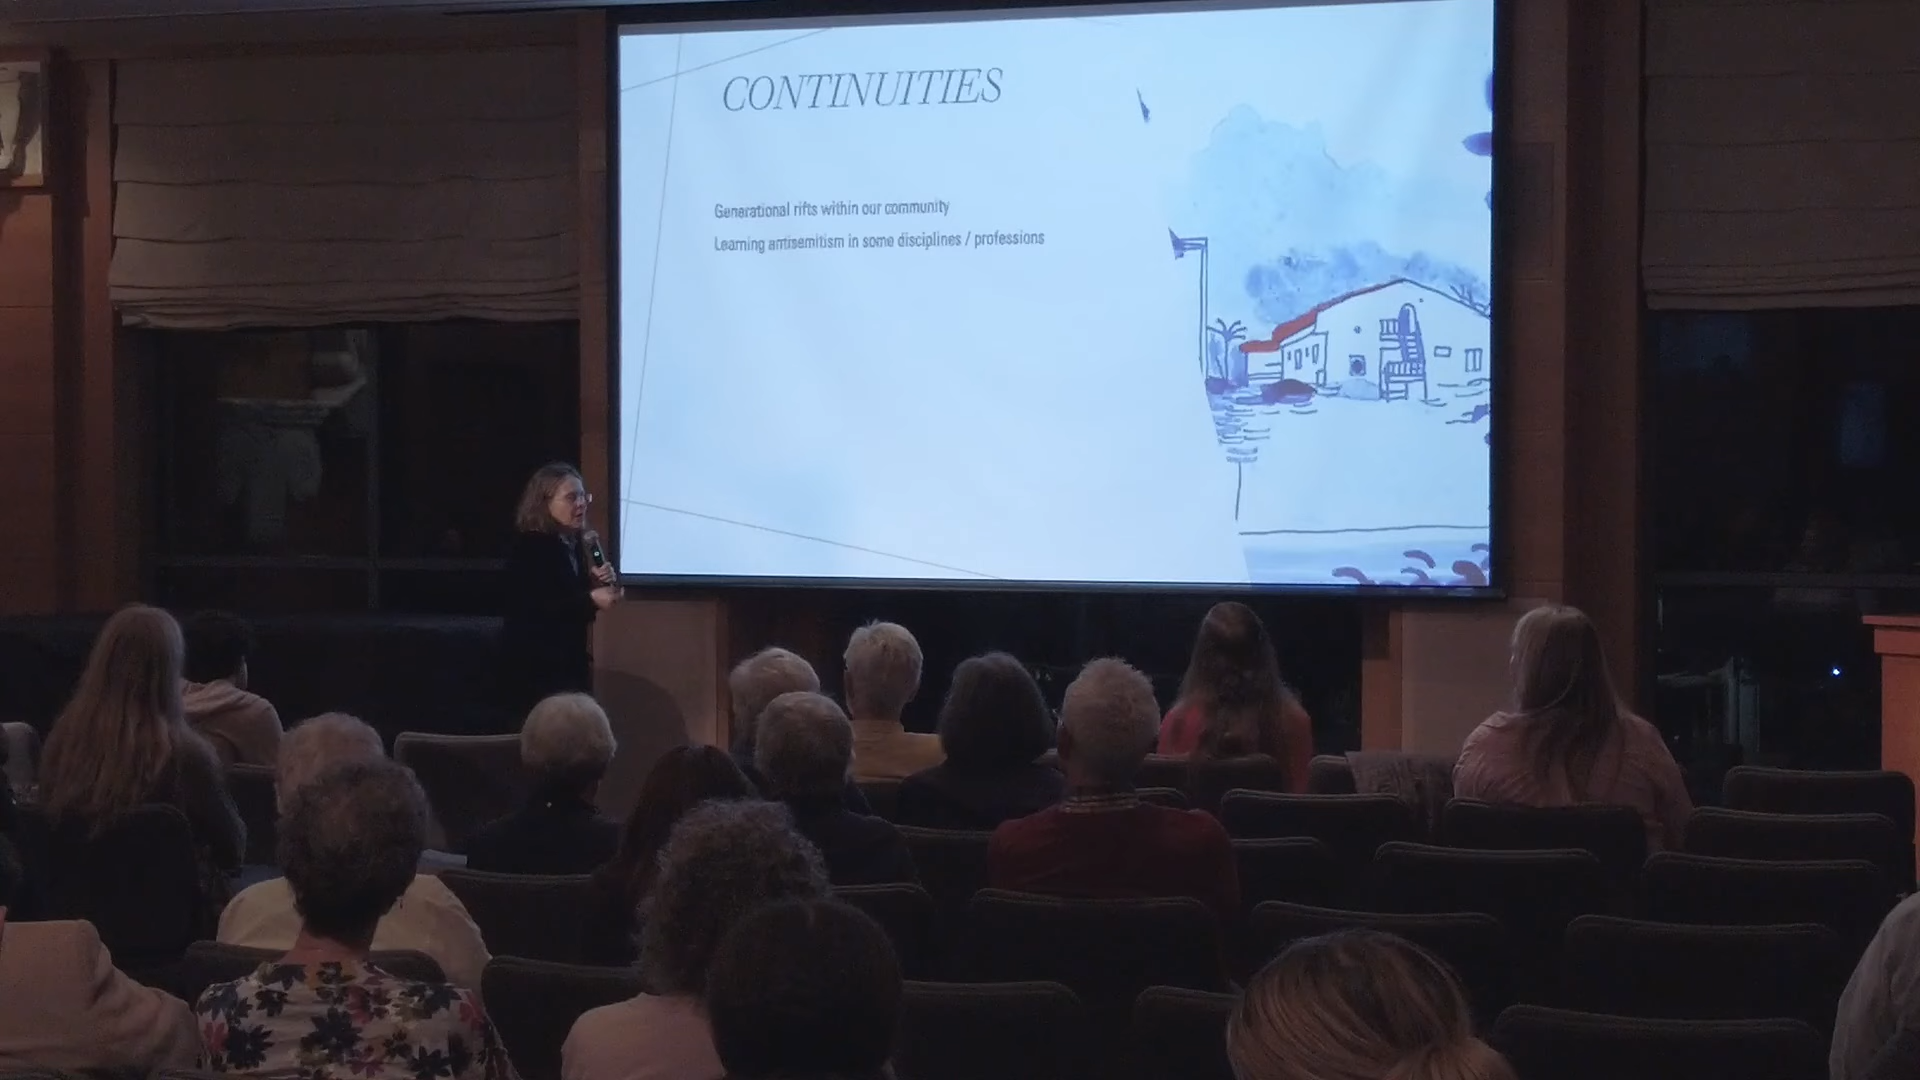 CONTINUITIES
Generational rifts within our community
Learning antisemitism in some disciplines / professions